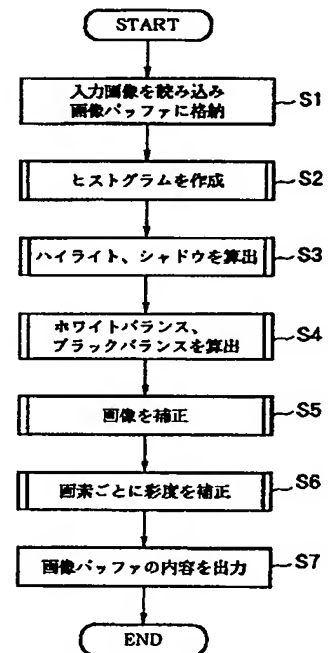 START
入力画像を読み込み
画像バッファに格納
S1
ヒストグラムを作成
S2
ハイライト、シャドウを算出
S3
ホワイトバランス、
ブラックバランスを算出
S4
画像を補正
S5
画素ごとに彩度を補正
S6
画像バッファの内容を出力
S7
END